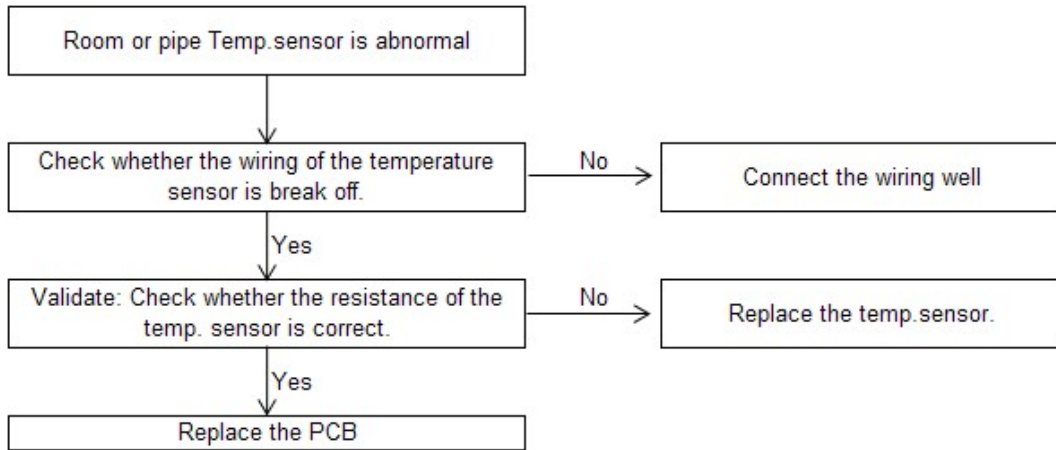 Room or pipe Temp.sensor is abnormal
Check whether the wiring of the temperature
sensor is break off.
No
Connect the wiring well
Yes
Validate: Check whether the resistance of the
temp. sensor is correct.
No
Replace the temp.sensor.
Yes
Replace the PCB